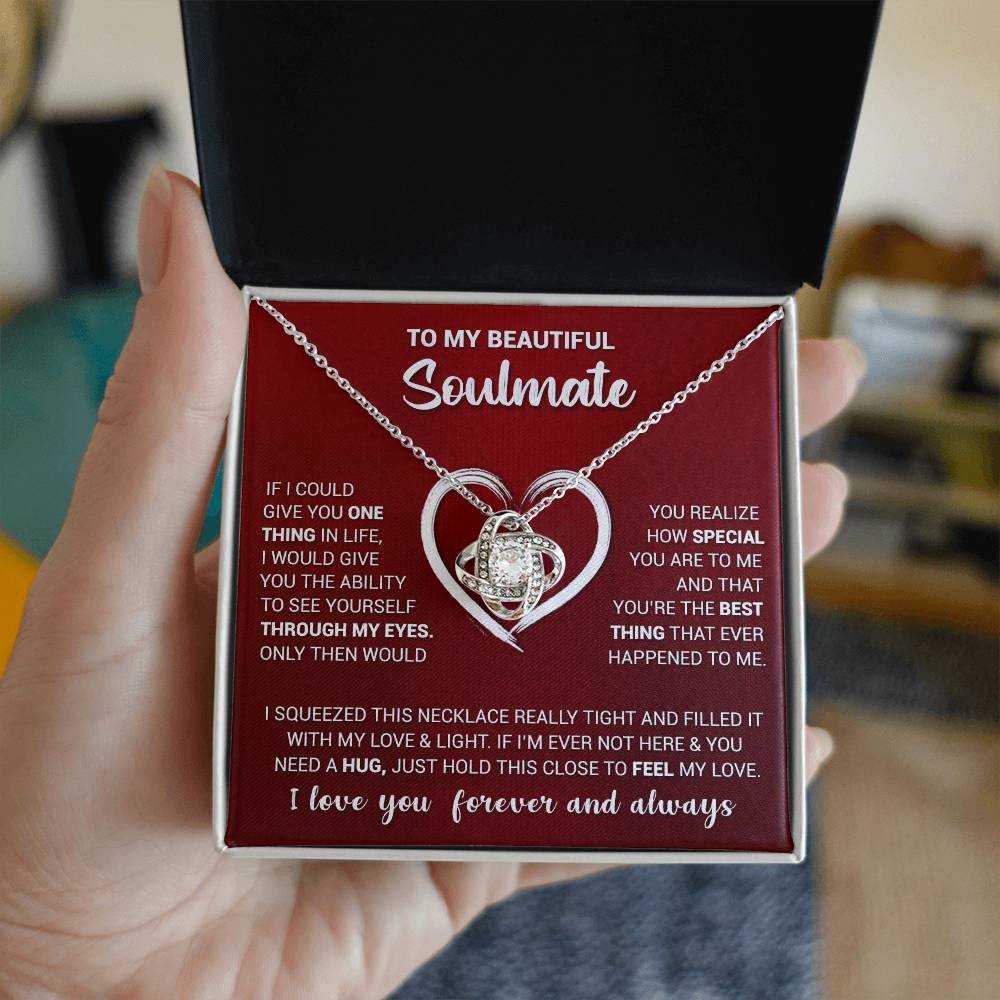 TO MY BEAUTIFUL
Soulmate
IF I COULD
GIVE YOU ONE
THING IN LIFE,
I WOULD GIVE
YOU THE ABILITY
TO SEE YOURSELF
THROUGH MY EYES.
ONLY THEN WOULD
YOU REALIZE
HOW SPECIAL
YOU ARE TO ME
AND THAT
YOU'RE THE BEST
THING THAT EVER
HAPPENED TO ME.
I SQUEEZED THIS NECKLACE REALLY TIGHT AND FILLED IT
WITH MY LOVE & LIGHT. IF I'M EVER NOT HERE & YOU
NEED A HUG, JUST HOLD THIS CLOSE TO FEEL MY LOVE.
I love you forever and always